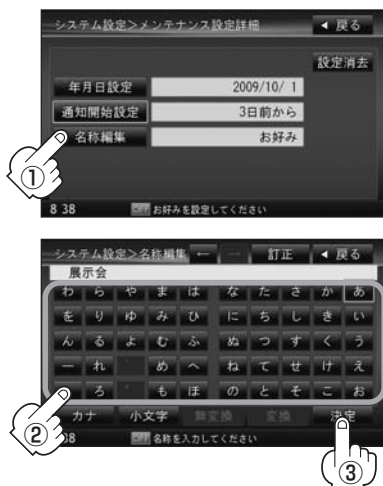 システム設定>メンテナンス設定詳細 ◀ 戻る
設定消去
年月日設定 2009/10/ 1
通知開始設定 3日前から
名称編集 お好み
①
8 38 OFF お好みを設定してください
システム設定>名称編集 ← → 訂正 ◀ 戻る
展示会
わ ら や ま は な た さ か あ
を り ゆ み ひ に ち し き い
ん る よ む ふ ぬ つ す く う
ー れ ゛ め へ ね て せ け え
ろ ゜ も ほ の と そ こ お
カナ 小文字 無変換 変換 決定
②
38 OFF 名称を入力してください
③